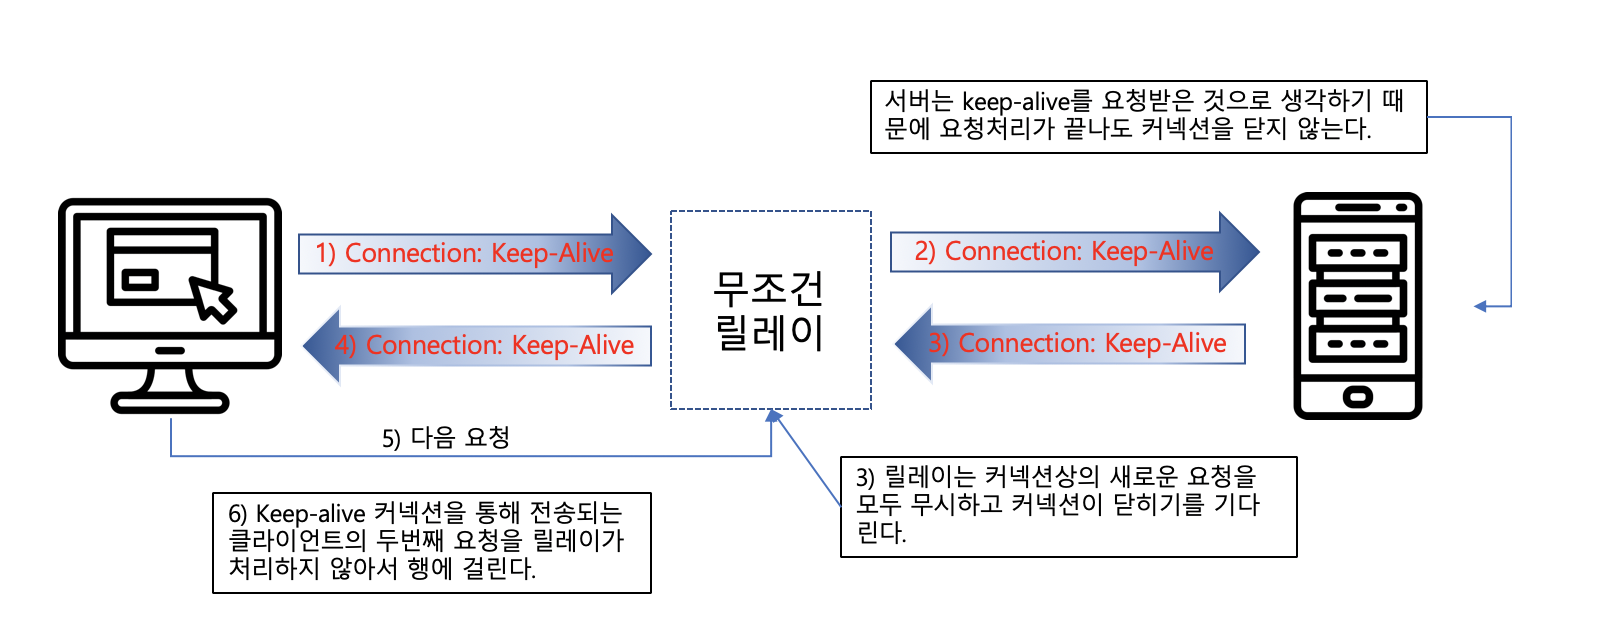 서버는 keep-alive를 요청받은 것으로 생각하기 때
문에 요청처리가 끝나도 커넥션을 닫지 않는다.
1) Connection: Keep-Alive
2) Connection: Keep-Alive
무조건
릴레이
4) Connection: Keep-Alive
3) Connection: Keep-Alive
5) 다음 요청
3) 릴레이는 커넥션상의 새로운 요청을
모두 무시하고 커넥션이 닫히기를 기다
린다.
6) Keep-alive 커넥션을 통해 전송되는
클라이언트의 두번째 요청을 릴레이가
처리하지 않아서 행에 걸린다.